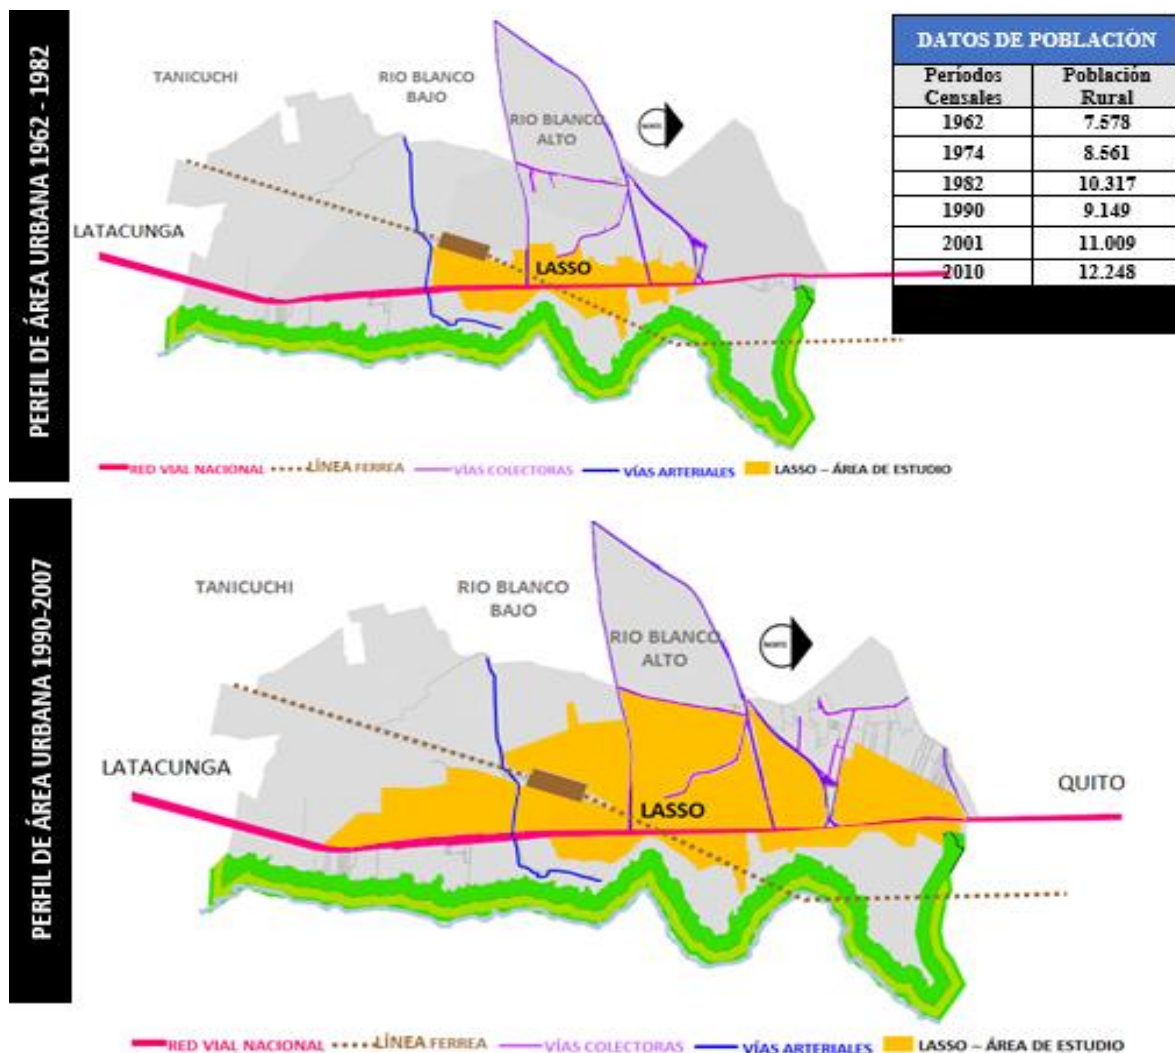 PERFIL DE ÁREA URBANA 1962 - 1982
TANICUCHI
RIO BLANCO
BAJO
RIO BLANCO
ALTO
NORTE
LATACUNGA
LASSO
DATOS DE POBLACIÓN
Períodos
Censales
Población
Rural
1962 7.578
1974 8.561
1982 10.317
1990 9.149
2001 11.009
2010 12.248
RED VIAL NACIONAL LÍNEA FERREA VÍAS COLECTORAS VÍAS ARTERIALES LASSO – ÁREA DE ESTUDIO
PERFIL DE ÁREA URBANA 1990-2007
TANICUCHI
RIO BLANCO
BAJO
RIO BLANCO
ALTO
NORTE
LATACUNGA
QUITO
LASSO
RED VIAL NACIONAL LÍNEA FERREA VÍAS COLECTORAS VÍAS ARTERIALES LASSO – ÁREA DE ESTUDIO